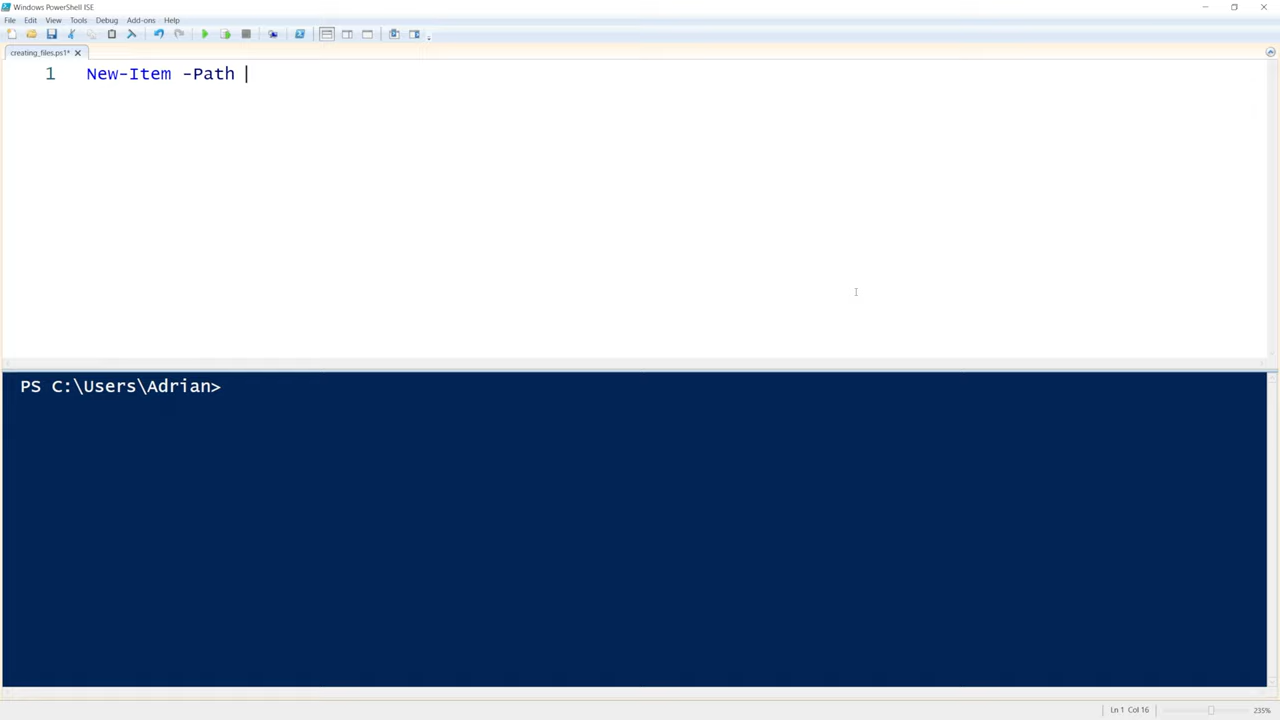 Windows PowerShell ISE
File Edit View Tools Debug Add-ons Help
creating_files.ps1*
1 New-Item -Path
PS C:\Users\Adrian>
Ln 1 Col 16 235%